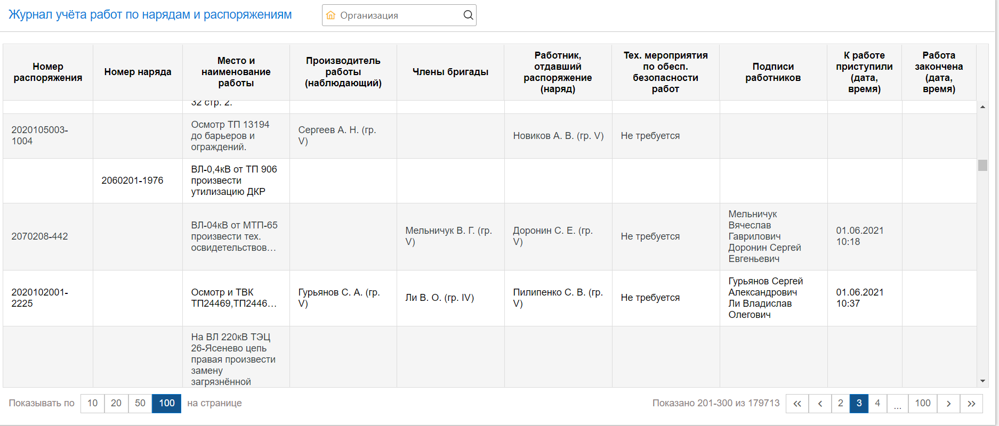 Журнал учёта работ по нарядам и распоряжениям
Организация
Номер
распоряжения
Номер наряда
Место и
наименование
работы
Производитель
работы
(наблюдающий)
Члены бригады
Работник,
отдавший
распоряжение
(наряд)
Тех. мероприятия
по обесп.
безопасности
работ
Подписи
работников
К работе
приступили
(дата,
время)
Работа
закончена
(дата,
время)
32 стр. 2.
2020105003-
1004
Осмотр ТП 13194
до барьеров и
ограждений.
Сергеев А. Н. (гр.
V)
Новиков А. В. (гр. V)
Не требуется
2060201-1976
ВЛ-0,4кВ от ТП 906
произвести
утилизацию ДКР
2070208-442
ВЛ-04кВ от МТП-65
произвести тех.
освидетельствов...
Мельничук В. Г. (гр.
V)
Доронин С. Е. (гр.
V)
Не требуется
Мельничук
Вячеслав
Гаврилович
Доронин Сергей
Евгеньевич
01.06.2021
10:18
2020102001-
2225
Осмотр и ТВК
ТП24469,ТП2446...
Гурьянов С. А. (гр.
V)
Ли В. О. (гр. IV)
Пилипенко С. В. (гр.
V)
Не требуется
Гурьянов Сергей
Александрович
Ли Владислав
Олегович
01.06.2021
10:37
На ВЛ 220кВ ТЭЦ
26-Ясенево цепь
правая произвести
замену
загрязнённой
Показывать по 10 20 50 100 на странице
Показано 201-300 из 179713 « ‹ 2 3 4 ... 100 › »